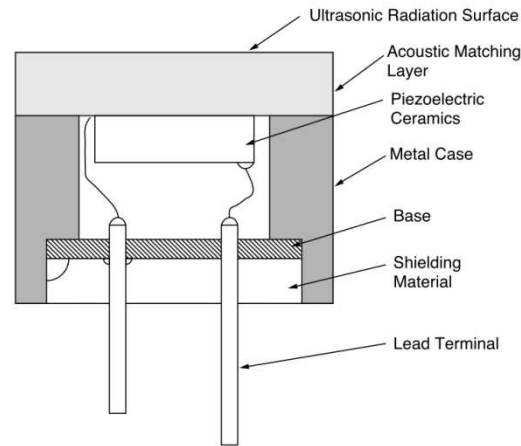 Ultrasonic Radiation Surface
Acoustic Matching
Layer
Piezoelectric
Ceramics
Metal Case
Base
Shielding
Material
Lead Terminal